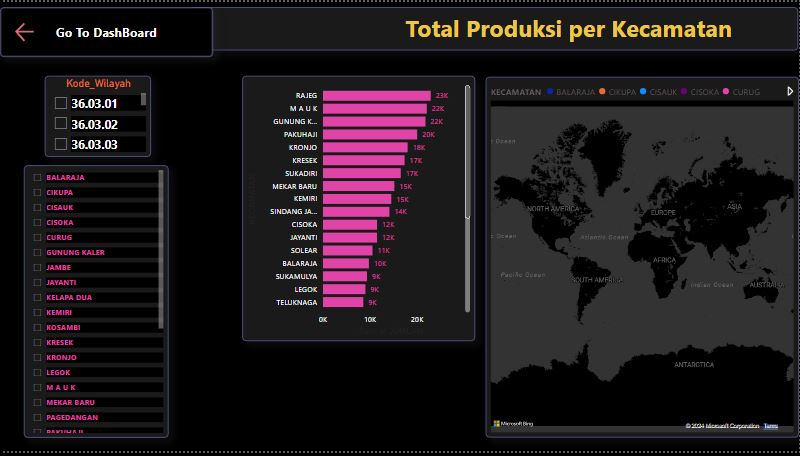 Go To DashBoard
Total Produksi per Kecamatan
Kode_Wilayah
36.03.01
36.03.02
36.03.03
BALARAJA
CIKUPA
CISAUK
CISOKA
CURUG
GUNUNG KALER
JAMBE
JAYANTI
KELAPA DUA
KEMIRI
KOSAMBI
KRESEK
KRONJO
LEGOK
M A U K
MEKAR BARU
PAGEDANGAN
PAKUHAJI
RAJEG 23K
M A U K 22K
GUNUNG K... 22K
PAKUHAJI 20K
KRONJO 18K
KRESEK 17K
SUKADIRI 17K
MEKAR BARU 15K
KEMIRI 15K
SINDANG JA... 14K
CISOKA 12K
JAYANTI 12K
SOLEAR 11K
BALARAJA 10K
SUKAMULYA 9K
LEGOK 9K
TELUKNAGA 9K
0K 10K 20K
KECAMATAN BALARAJA CIKUPA CISAUK CISOKA CURUG
Ocean
NORTH AMERICA
EUROPE
ASIA
Ocean
Atlantic Ocean
AFRICA
Pacific Ocean
SOUTH AMERICA
Indian Ocean
AUSTRALIA
ANTARCTICA
Microsoft Bing
© 2024 Microsoft Corporation Terms